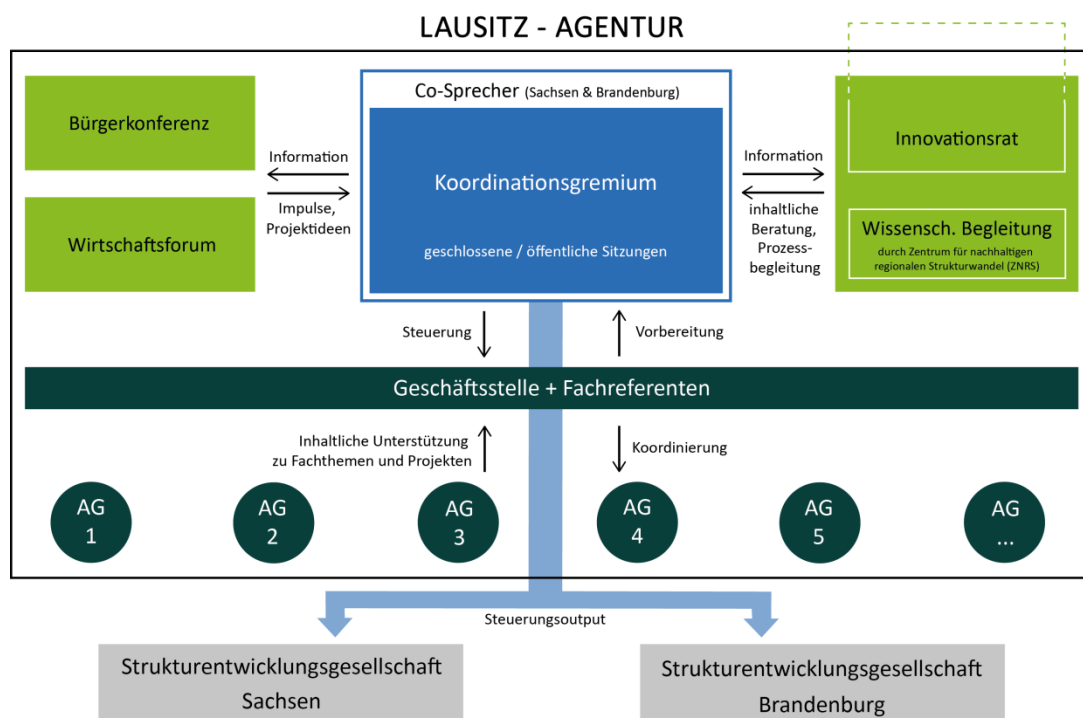 LAUSITZ - AGENTUR
Bürgerkonferenz
Wirtschaftsforum
Information
Impulse,
Projektideen
Co-Sprecher (Sachsen & Brandenburg)
Koordinationsgremium
geschlossene / öffentliche Sitzungen
Information
inhaltliche
Beratung,
Prozess-
begleitung
Innovationsrat
Wissensch. Begleitung
durch Zentrum für nachhaltigen
regionalen Strukturwandel (ZNRS)
Steuerung
Vorbereitung
Geschäftsstelle + Fachreferenten
Inhaltliche Unterstützung
zu Fachthemen und Projekten
Koordinierung
AG
1
AG
2
AG
3
AG
4
AG
5
AG
...
Steuerungsoutput
Strukturentwicklungsgesellschaft
Sachsen
Strukturentwicklungsgesellschaft
Brandenburg